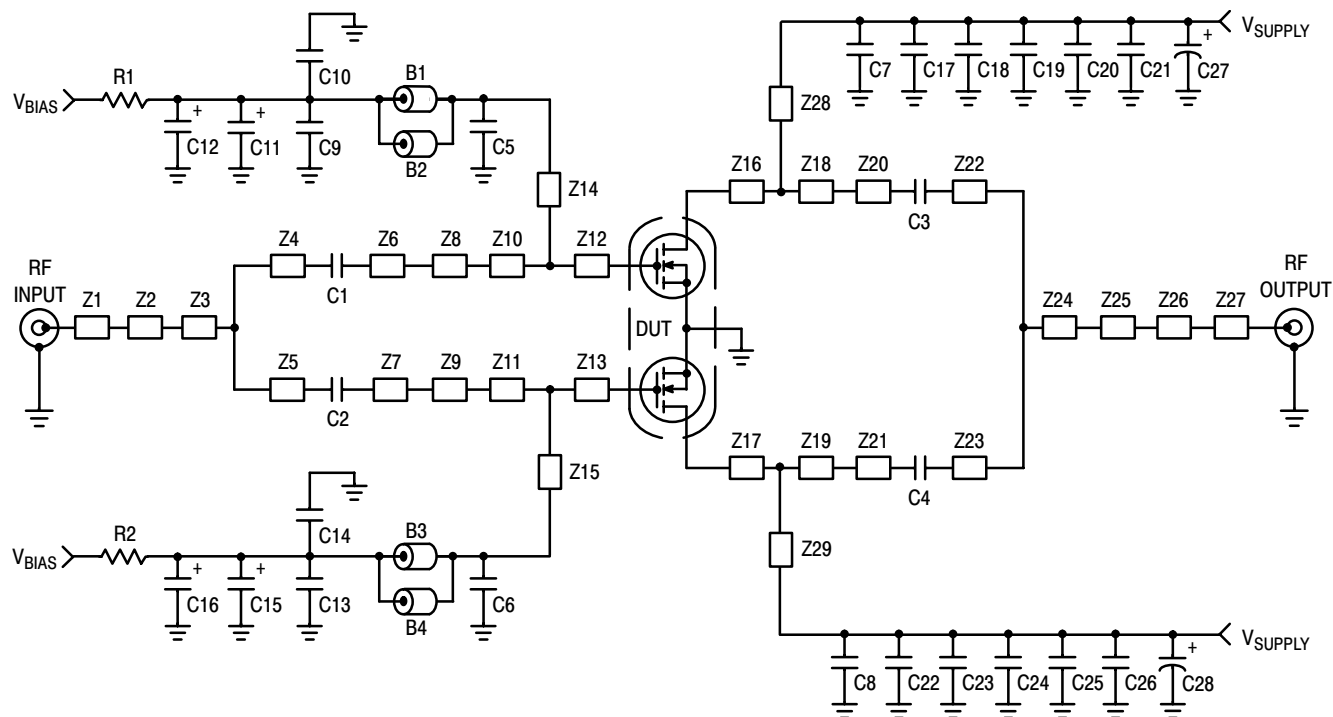 VSUPPLY
C10
B1
C7 C17 C18 C19 C20 C21 C27
+
R1
Z28
VBIAS
+ +
C12 C11 C9 C5
B2
Z16 Z18 Z20 Z22
Z14
C3
Z4 Z6 Z8 Z10 Z12
RF
INPUT
C1
RF
OUTPUT
Z1 Z2 Z3
Z24 Z25 Z26 Z27
DUT
Z5 Z7 Z9 Z11 Z13
C2
Z17 Z19 Z21 Z23
Z15
C4
C14
R2
B3
VBIAS
Z29
+ +
C16 C15 C13 C6
B4
VSUPPLY
+
C8 C22 C23 C24 C25 C26 C28